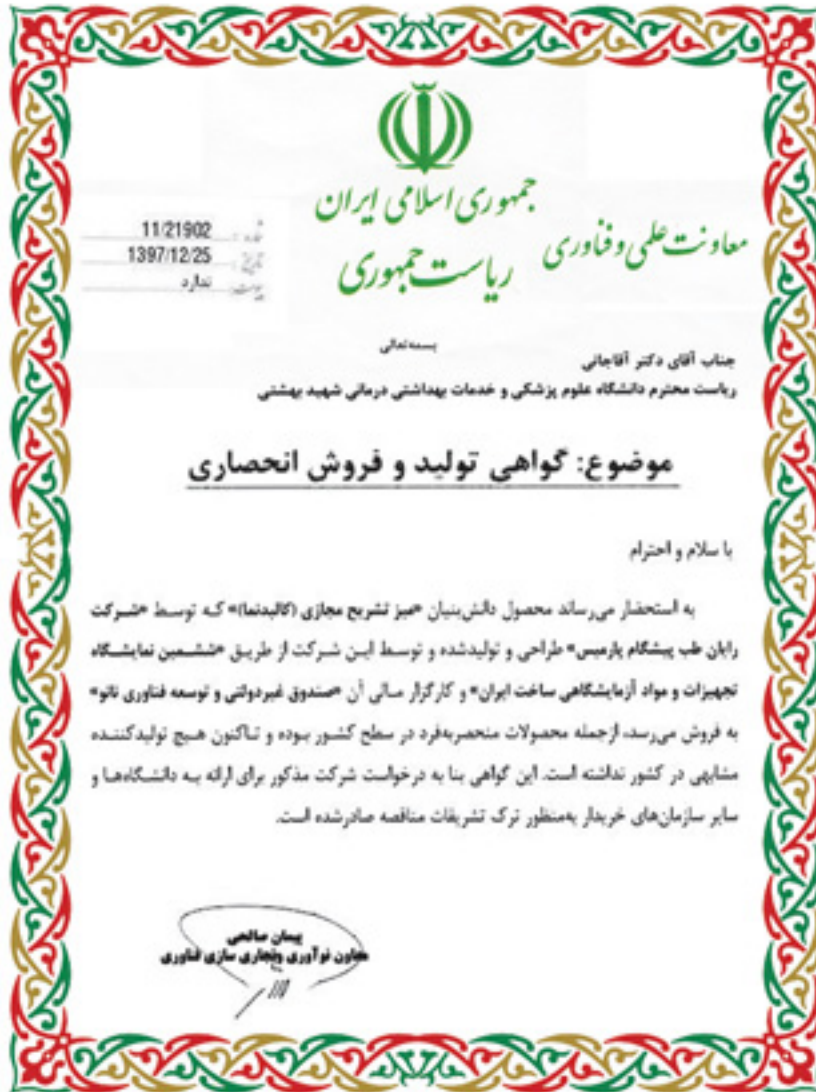 جمهوری اسلامی ایران
ریاست جمهوری
معاونت علمی و فناوری
11/21902
1397/12/25
ندارد
بسمه‌تعالی
جناب آقای دکتر آقاجانی
ریاست محترم دانشگاه علوم پزشکی و خدمات بهداشتی درمانی شهید بهشتی
موضوع: گواهی تولید و فروش انحصاری
با سلام و احترام
به استحضار می‌رساند محصول دانش‌بنیان «میز تشریح مجازی (کالبدنما)» که توسط «شرکت
رایان طب پیشگام پارمیس» طراحی و تولیدشده و توسط این شرکت از طریق «ششمین نمایشگاه
تجهیزات و مواد آزمایشگاهی ساخت ایران» و کارگزار مالی آن «صندوق غیردولتی و توسعه فناوری نانو»
به فروش می‌رسد، ازجمله محصولات منحصربه‌فرد در سطح کشور بوده و تاکنون هیچ تولیدکننده
مشابهی در کشور نداشته است. این گواهی بنا به درخواست شرکت مذکور برای ارائه به دانشگاه‌ها و
سایر سازمان‌های خریدار به‌منظور ترک تشریفات مناقصه صادرشده است.
پیمان صالحی
معاون نوآوری و تجاری سازی فناوری